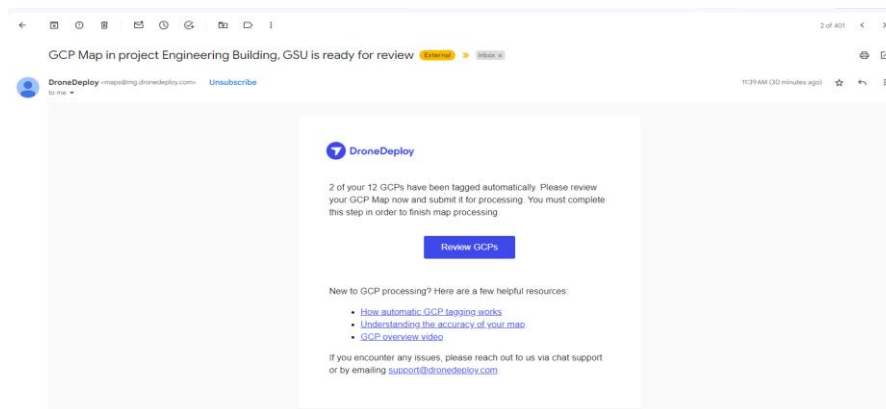 2 of 401
GCP Map in project Engineering Building, GSU is ready for review External Inbox x
DroneDeploy <maps@img.dronedeploy.com> Unsubscribe 11:39 AM (30 minutes ago)
to me
DroneDeploy
2 of your 12 GCPs have been tagged automatically. Please review
your GCP Map now and submit it for processing. You must complete
this step in order to finish map processing.
Review GCPs
New to GCP processing? Here are a few helpful resources:
• How automatic GCP tagging works
• Understanding the accuracy of your map
• GCP overview video
If you encounter any issues, please reach out to us via chat support
or by emailing support@dronedeploy.com.